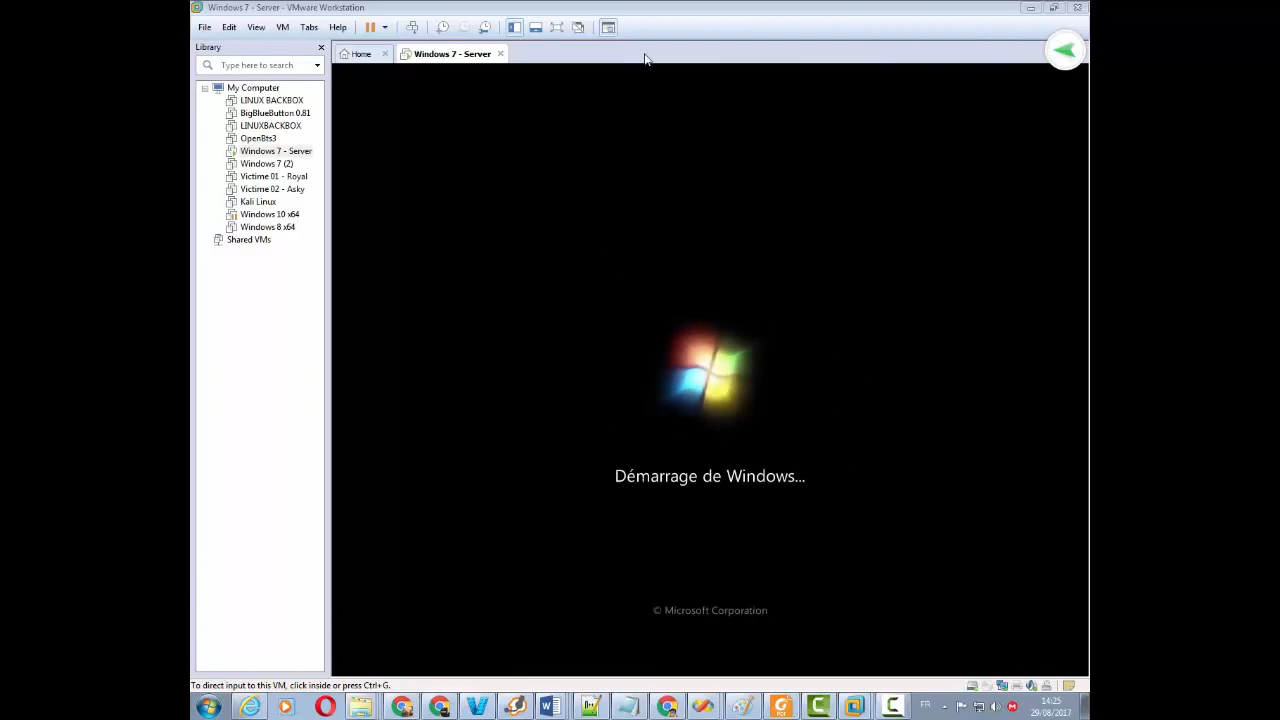 Windows 7 - Server - VMware Workstation
File Edit View VM Tabs Help
Library
Type here to search
Home
Windows 7 - Server
My Computer
LINUX BACKBOX
BigBlueButton 0.81
LINUXBACKBOX
OpenBts3
Windows 7 - Server
Windows 7 (2)
Victime 01 - Royal
Victime 02 - Asky
Kali Linux
Windows 10 x64
Windows 8 x64
Shared VMs
Démarrage de Windows...
© Microsoft Corporation
To direct input to this VM, click inside or press Ctrl+G.
FR
14:25
29/08/2017